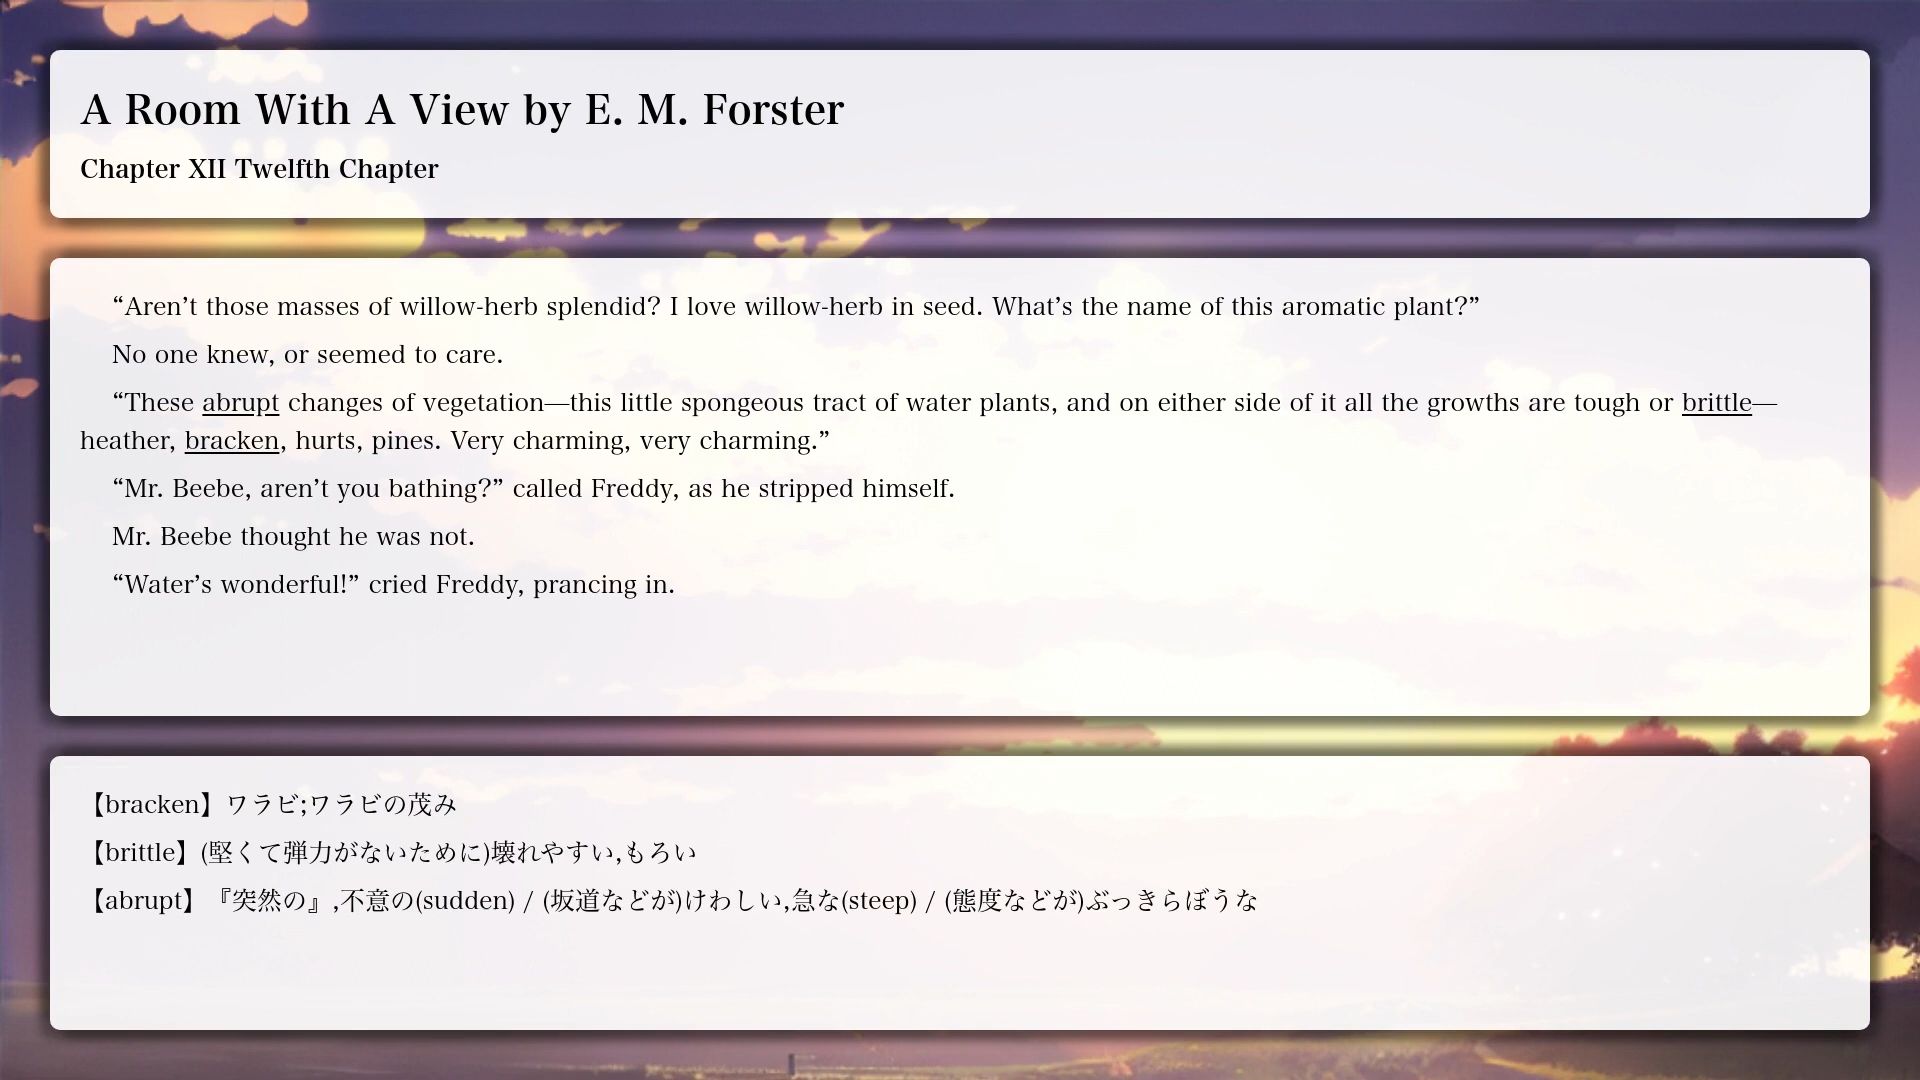 A Room With A View by E. M. Forster
Chapter XII Twelfth Chapter
“Aren’t those masses of willow-herb splendid? I love willow-herb in seed. What’s the name of this aromatic plant?”
No one knew, or seemed to care.
“These abrupt changes of vegetation—this little spongeous tract of water plants, and on either side of it all the growths are tough or brittle—
heather, bracken, hurts, pines. Very charming, very charming.”
“Mr. Beebe, aren’t you bathing?” called Freddy, as he stripped himself.
Mr. Beebe thought he was not.
“Water’s wonderful!” cried Freddy, prancing in.
【bracken】ワラビ;ワラビの茂み
【brittle】(堅くて弾力がないために)壊れやすい,もろい
【abrupt】『突然の』,不意の(sudden) / (坂道などが)けわしい,急な(steep) / (態度などが)ぶっきらぼうな